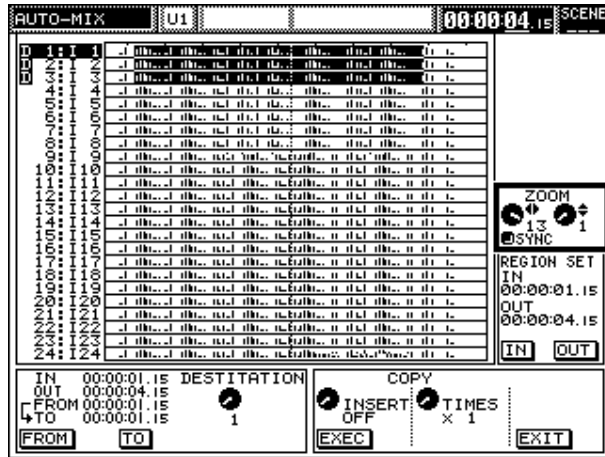 AUTO-MIX U1 00:00:04.15 SCENE
D 1:I 1
D 2:I 2
D 3:I 3
4:I 4
5:I 5
6:I 6
7:I 7
8:I 8
9:I 9
10:I10
11:I11
12:I12
13:I13
14:I14
15:I15
16:I16
17:I17
18:I18
19:I19
20:I20
21:I21
22:I22
23:I23
24:I24
ZOOM
13 1
SYNC
REGION SET
IN
00:00:01.15
OUT
00:00:04.15
IN OUT
IN 00:00:01.15 DESTITATION
OUT 00:00:04.15
FROM 00:00:01.15
TO 00:00:01.15 1
FROM TO
COPY
INSERT TIMES
OFF × 1
EXEC EXIT